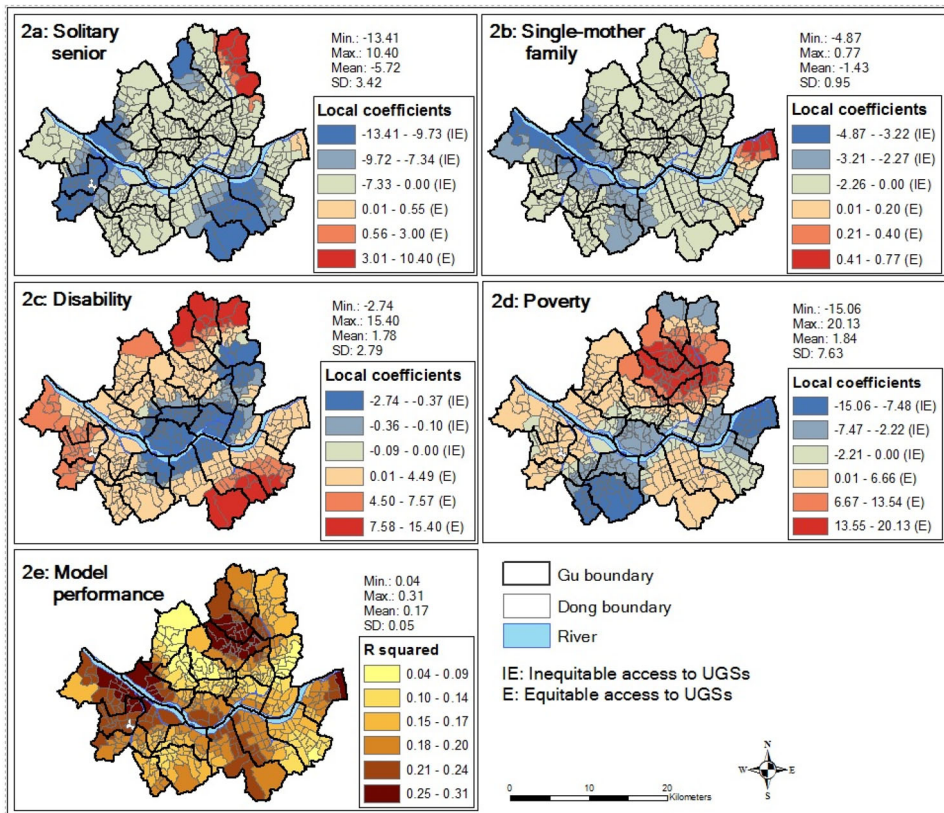 2a: Solitary
senior
Min.: -13.41
Max.: 10.40
Mean: -5.72
SD: 3.42
Local coefficients
-13.41 - -9.73 (IE)
-9.72 - -7.34 (IE)
-7.33 - 0.00 (IE)
0.01 - 0.55 (E)
0.56 - 3.00 (E)
3.01 - 10.40 (E)
2b: Single-mother
family
Min.: -4.87
Max.: 0.77
Mean: -1.43
SD: 0.95
Local coefficients
-4.87 - -3.22 (IE)
-3.21 - -2.27 (IE)
-2.26 - 0.00 (IE)
0.01 - 0.20 (E)
0.21 - 0.40 (E)
0.41 - 0.77 (E)
2c: Disability
Min.: -2.74
Max.: 15.40
Mean: 1.78
SD: 2.79
Local coefficients
-2.74 - -0.37 (IE)
-0.36 - -0.10 (IE)
-0.09 - 0.00 (IE)
0.01 - 4.49 (E)
4.50 - 7.57 (E)
7.58 - 15.40 (E)
2d: Poverty
Min.: -15.06
Max.: 20.13
Mean: 1.84
SD: 7.63
Local coefficients
-15.06 - -7.48 (IE)
-7.47 - -2.22 (IE)
-2.21 - 0.00 (IE)
0.01 - 6.66 (E)
6.67 - 13.54 (E)
13.55 - 20.13 (E)
2e: Model
performance
Min.: 0.04
Max.: 0.31
Mean: 0.17
SD: 0.05
R squared
0.04 - 0.09
0.10 - 0.14
0.15 - 0.17
0.18 - 0.20
0.21 - 0.24
0.25 - 0.31
Gu boundary
Dong boundary
River
IE: Inequitable access to UGSs
E: Equitable access to UGSs
N
W E
S
0 10 20
Kilometers